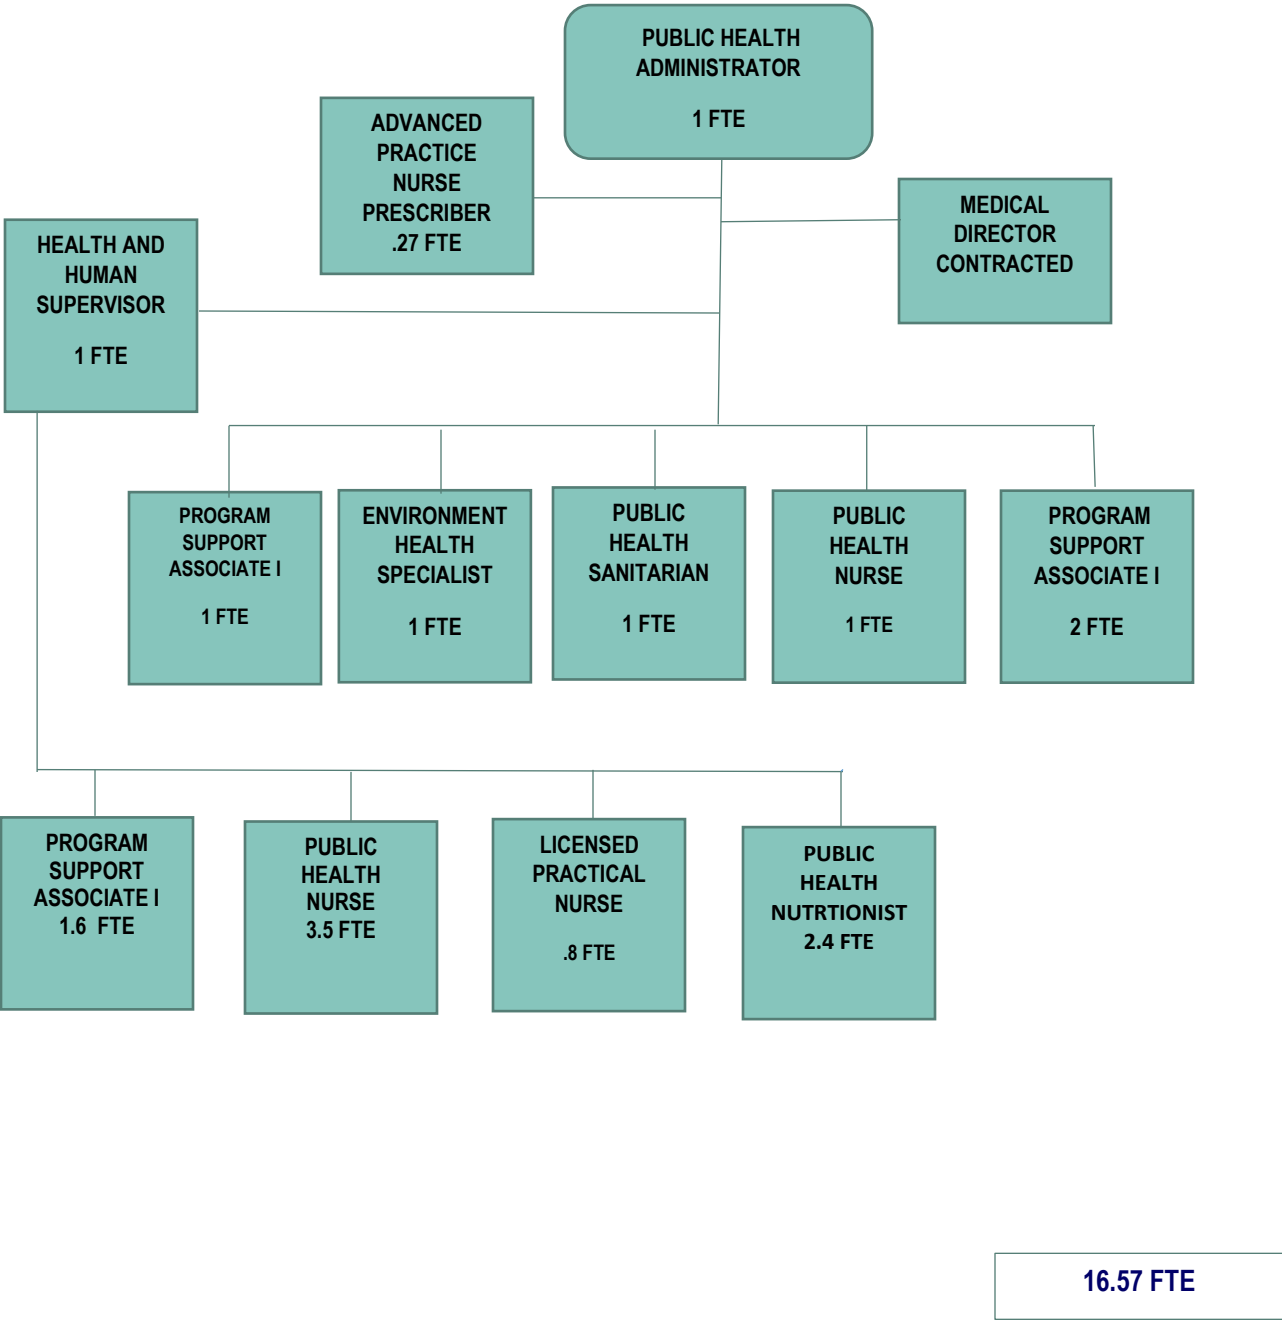 PUBLIC HEALTH
ADMINISTRATOR
1 FTE
ADVANCED
PRACTICE
NURSE
PRESCRIBER
.27 FTE
MEDICAL
DIRECTOR
CONTRACTED
HEALTH AND
HUMAN
SUPERVISOR
1 FTE
PROGRAM
SUPPORT
ASSOCIATE I
1 FTE
ENVIRONMENT
HEALTH
SPECIALIST
1 FTE
PUBLIC
HEALTH
SANITARIAN
1 FTE
PUBLIC
HEALTH
NURSE
1 FTE
PROGRAM
SUPPORT
ASSOCIATE I
2 FTE
PROGRAM
SUPPORT
ASSOCIATE I
1.6 FTE
PUBLIC
HEALTH
NURSE
3.5 FTE
LICENSED
PRACTICAL
NURSE
.8 FTE
PUBLIC
HEALTH
NUTRTIONIST
2.4 FTE
16.57 FTE